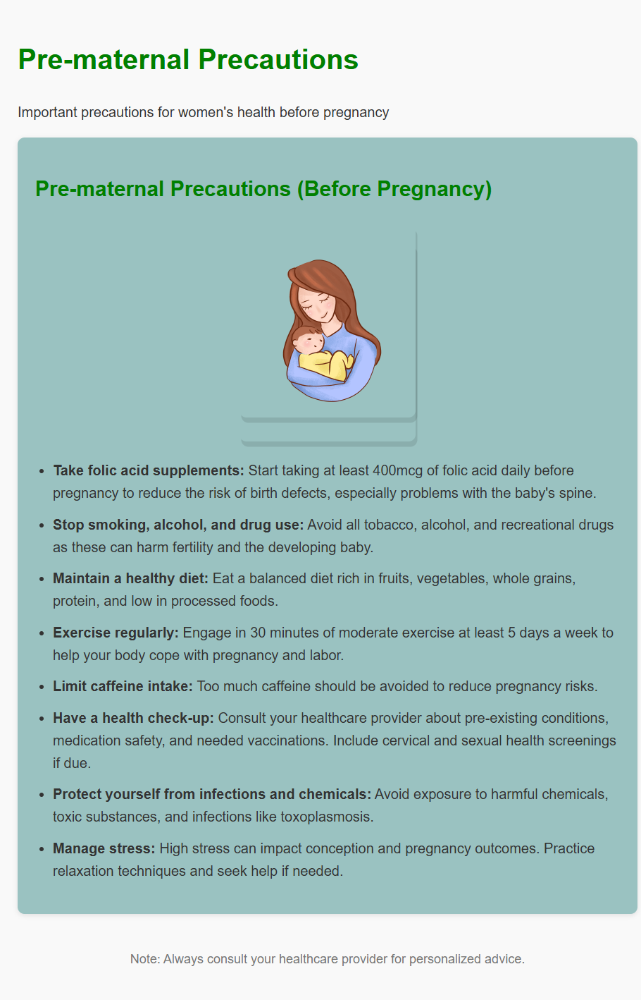 Pre-maternal Precautions
Important precautions for women's health before pregnancy
Pre-maternal Precautions (Before Pregnancy)
• Take folic acid supplements: Start taking at least 400mcg of folic acid daily before
pregnancy to reduce the risk of birth defects, especially problems with the baby's spine.
• Stop smoking, alcohol, and drug use: Avoid all tobacco, alcohol, and recreational drugs
as these can harm fertility and the developing baby.
• Maintain a healthy diet: Eat a balanced diet rich in fruits, vegetables, whole grains,
protein, and low in processed foods.
• Exercise regularly: Engage in 30 minutes of moderate exercise at least 5 days a week to
help your body cope with pregnancy and labor.
• Limit caffeine intake: Too much caffeine should be avoided to reduce pregnancy risks.
• Have a health check-up: Consult your healthcare provider about pre-existing conditions,
medication safety, and needed vaccinations. Include cervical and sexual health screenings
if due.
• Protect yourself from infections and chemicals: Avoid exposure to harmful chemicals,
toxic substances, and infections like toxoplasmosis.
• Manage stress: High stress can impact conception and pregnancy outcomes. Practice
relaxation techniques and seek help if needed.
Note: Always consult your healthcare provider for personalized advice.